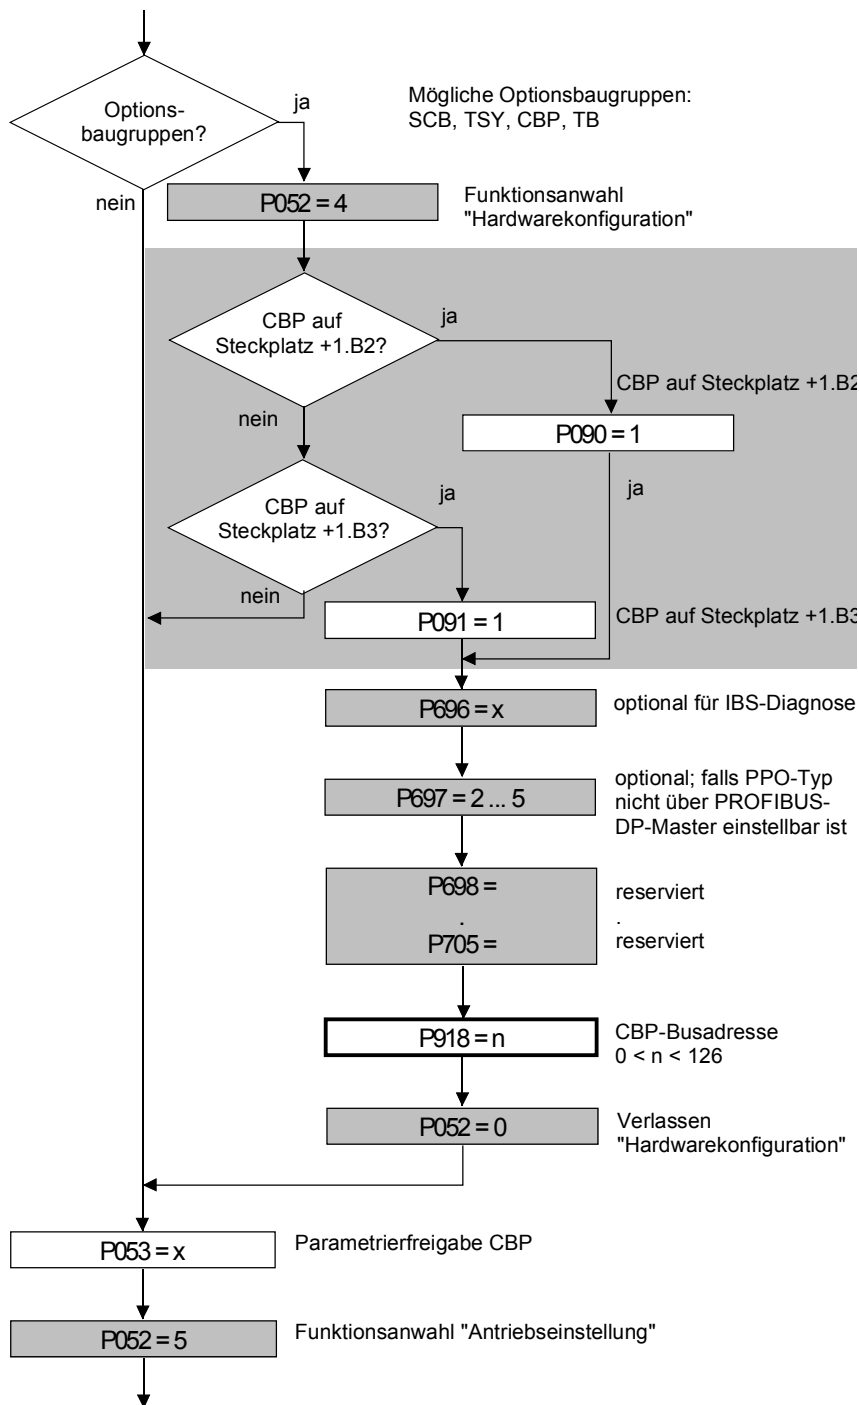 Options-
baugruppen?
ja
Mögliche Optionsbaugruppen:
SCB, TSY, CBP, TB
nein
P052 = 4
Funktionsanwahl
"Hardwarekonfiguration"
CBP auf
Steckplatz +1.B2?
ja
CBP auf Steckplatz +1.B2
nein
P090 = 1
CBP auf
Steckplatz +1.B3?
ja
ja
nein
P091 = 1
CBP auf Steckplatz +1.B3
P696 = x
optional für IBS-Diagnose
P697 = 2 ... 5
optional; falls PPO-Typ
nicht über PROFIBUS-
DP-Master einstellbar ist
P698 =
reserviert
.
.
P705 =
reserviert
P918 = n
CBP-Busadresse
0 < n < 126
P052 = 0
Verlassen
"Hardwarekonfiguration"
P053 = x
Parametrierfreigabe CBP
P052 = 5
Funktionsanwahl "Antriebseinstellung"